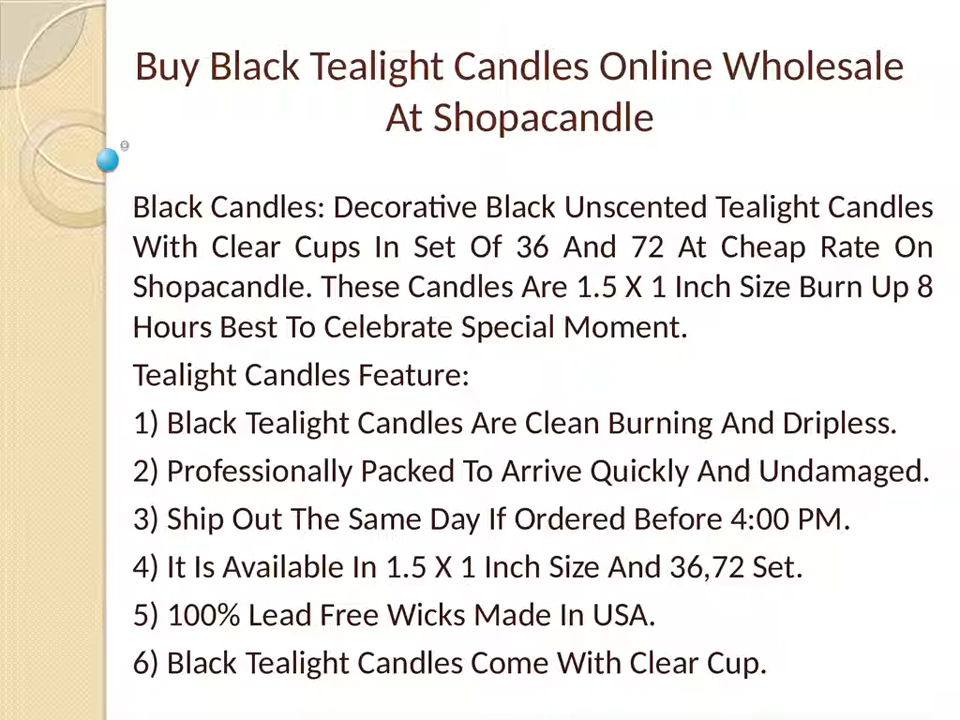 Buy Black Tealight Candles Online Wholesale
At Shopacandle
Black Candles: Decorative Black Unscented Tealight Candles
With Clear Cups In Set Of 36 And 72 At Cheap Rate On
Shopacandle. These Candles Are 1.5 X 1 Inch Size Burn Up 8
Hours Best To Celebrate Special Moment.
Tealight Candles Feature:
1) Black Tealight Candles Are Clean Burning And Dripless.
2) Professionally Packed To Arrive Quickly And Undamaged.
3) Ship Out The Same Day If Ordered Before 4:00 PM.
4) It Is Available In 1.5 X 1 Inch Size And 36,72 Set.
5) 100% Lead Free Wicks Made In USA.
6) Black Tealight Candles Come With Clear Cup.